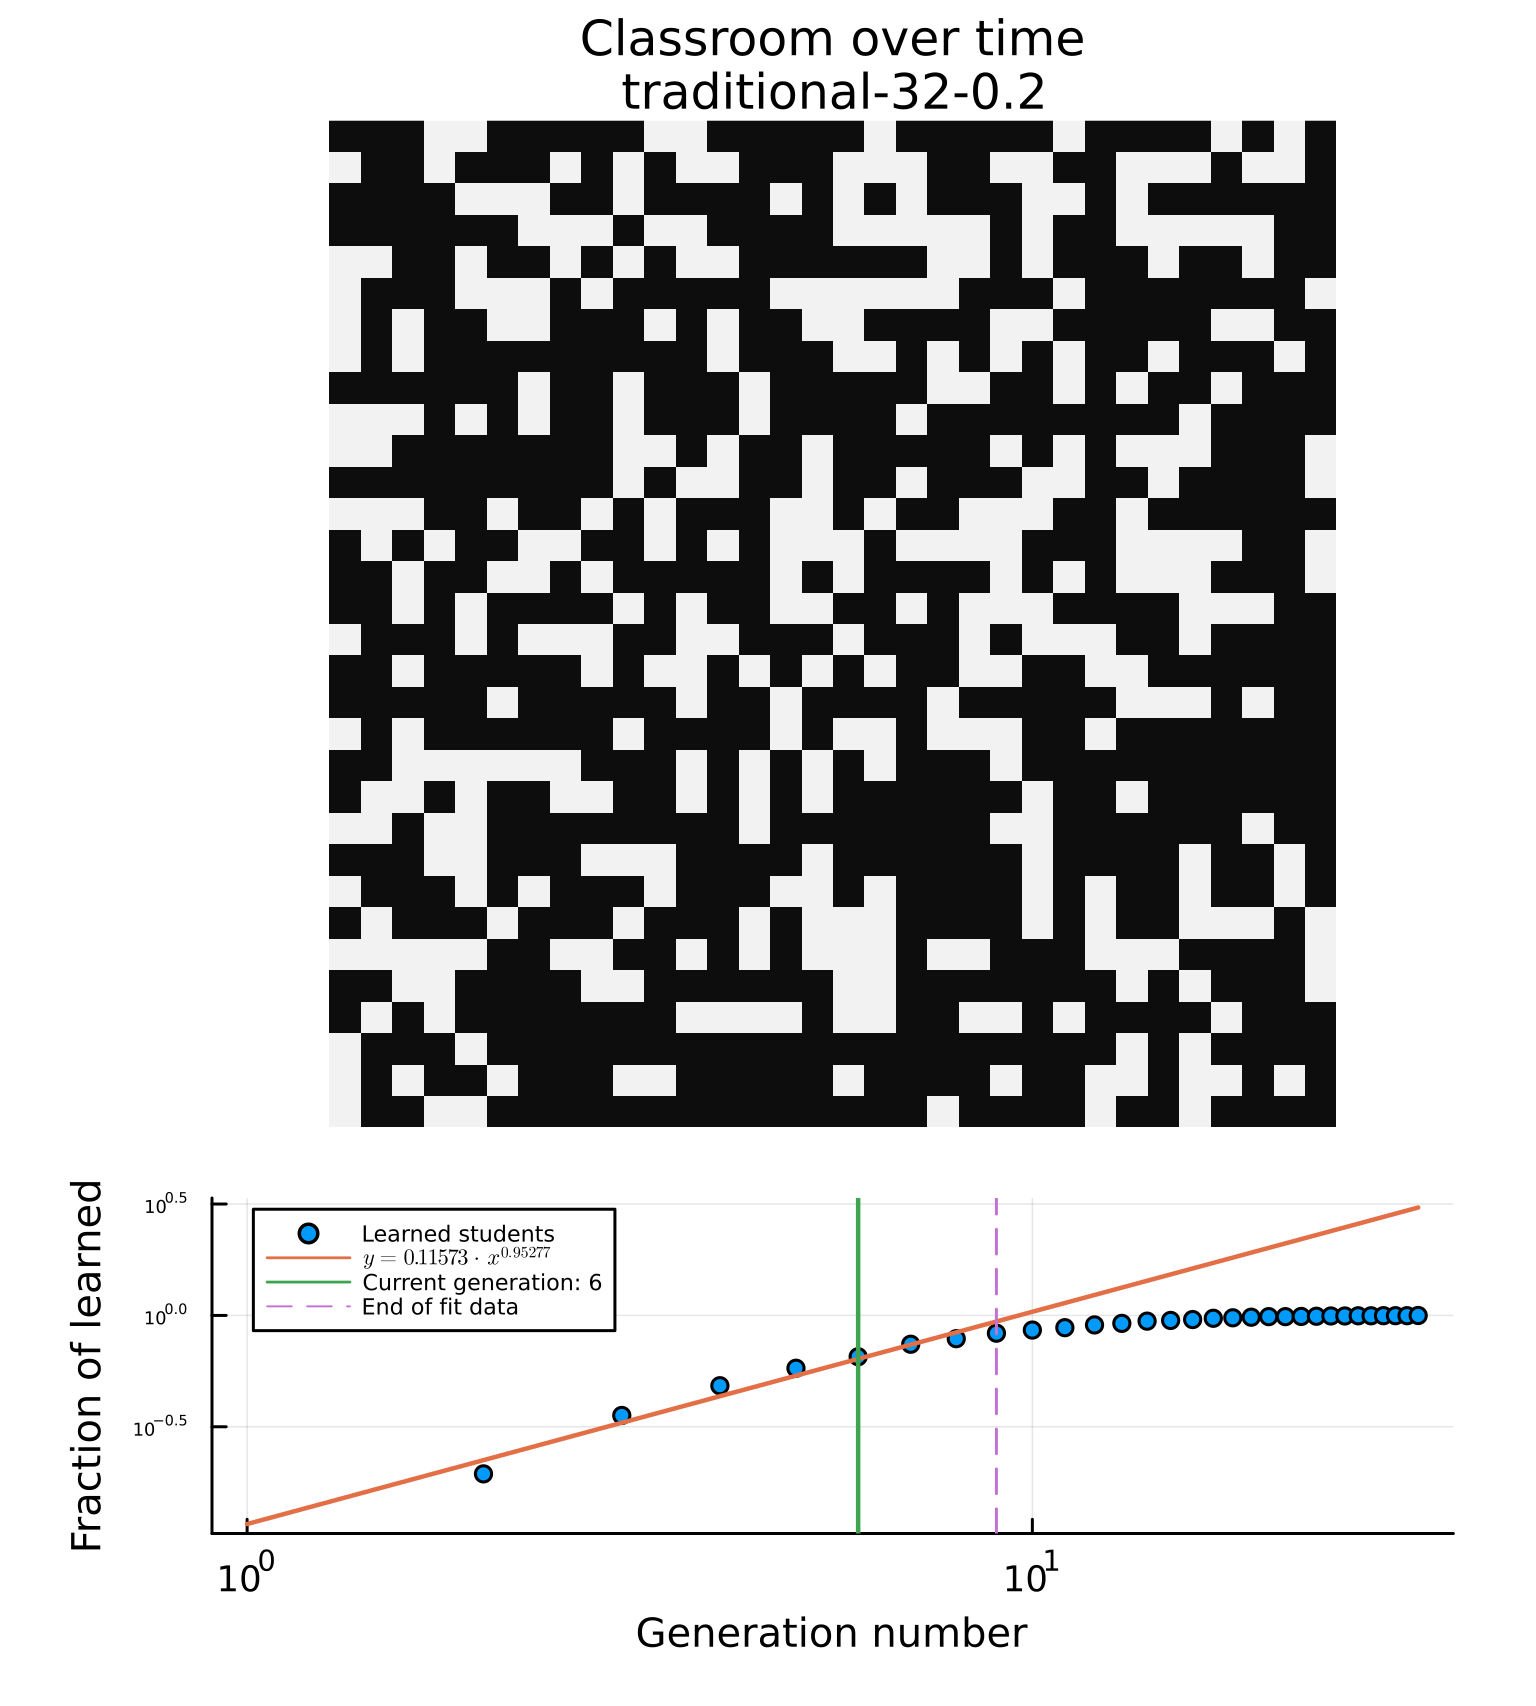 Classroom over time
traditional-32-0.2
Fraction of learned
10^0.5
10^0.0
10^−0.5
Learned students
y = 0.11573 · x^0.95277
Current generation: 6
End of fit data
10^0
10^1
Generation number